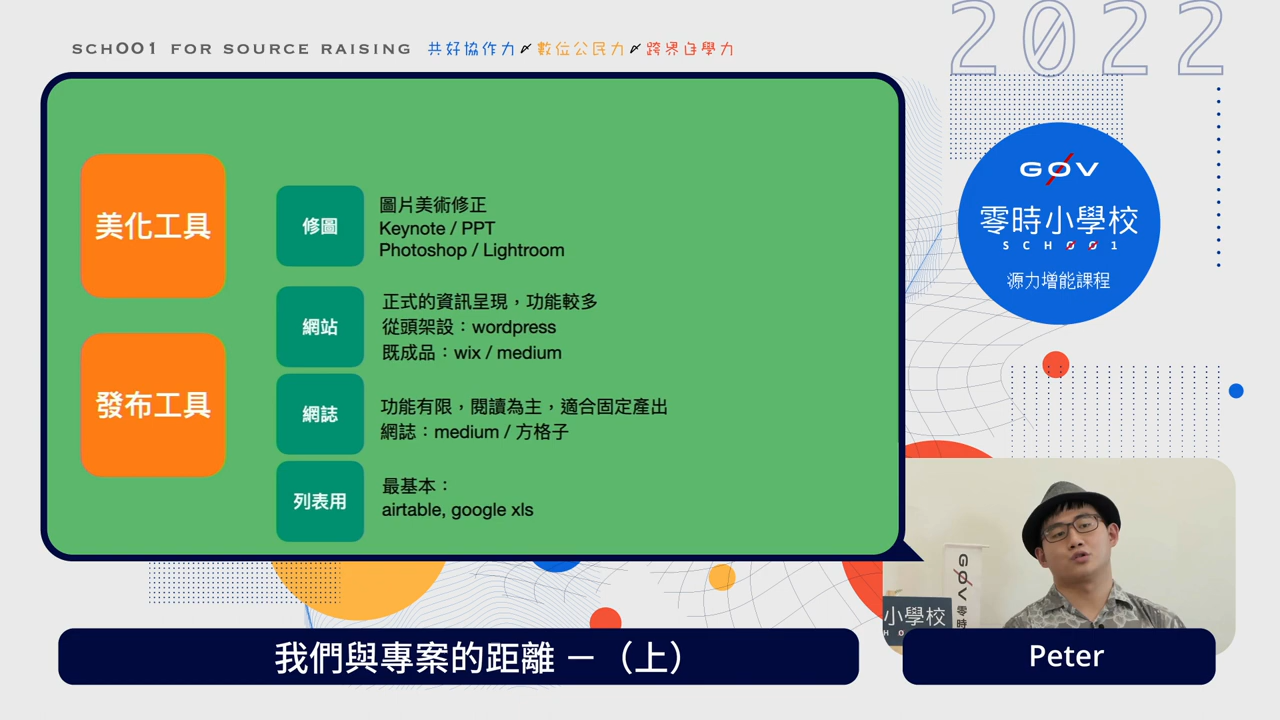 SCHOO1 FOR SOURCE RAISING 共好協作力 數位公民力 跨界自學力
2022
GØV
零時小學校
SCHØØ1
源力增能課程
美化工具
修圖
圖片美術修正
Keynote / PPT
Photoshop / Lightroom
發布工具
網站
正式的資訊呈現，功能較多
從頭架設：wordpress
既成品：wix / medium
網誌
功能有限，閱讀為主，適合固定產出
網誌：medium / 方格子
列表用
最基本：
airtable, google xls
GØV 零時
小學校
我們與專案的距離 － （上）
Peter